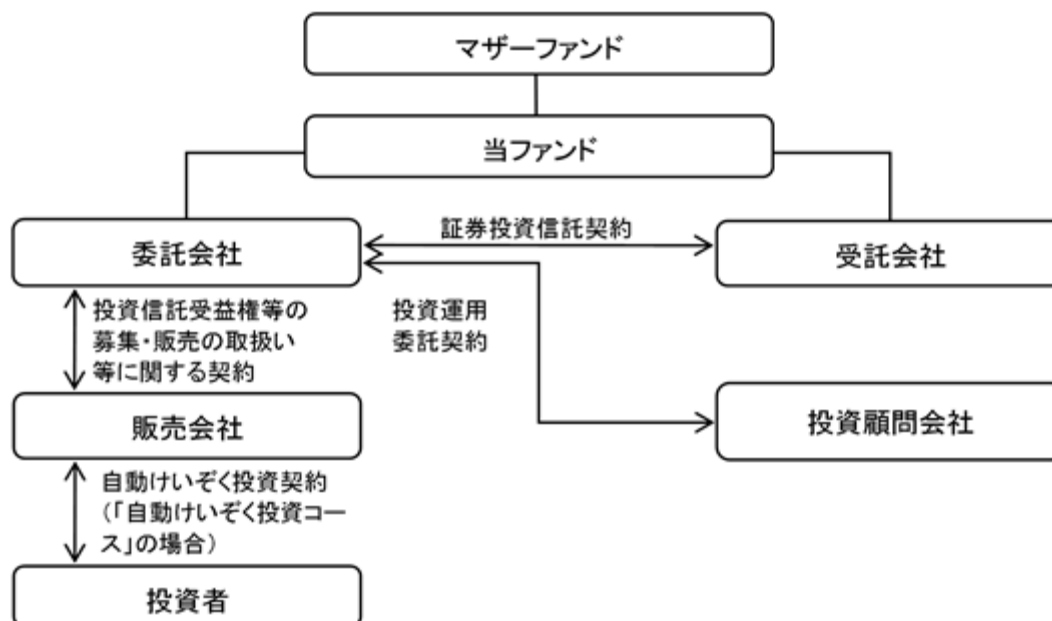 マザーファンド
当ファンド
証券投資信託契約
委託会社
受託会社
投資信託受益権等の
募集・販売の取扱い
等に関する契約
投資運用
委託契約
販売会社
投資顧問会社
自動けいぞく投資契約
(「自動けいぞく投資コー
ス」の場合)
投資者